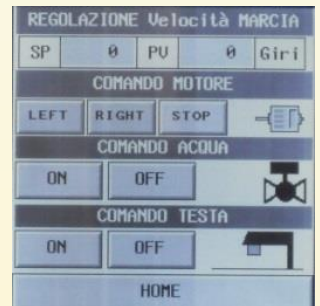 REGOLAZIONE Velocità MARCIA
SP 0 PV 0 Giri
COMANDO MOTORE
LEFT RIGHT STOP
COMANDO ACQUA
ON OFF
COMANDO TESTA
ON OFF
HOME